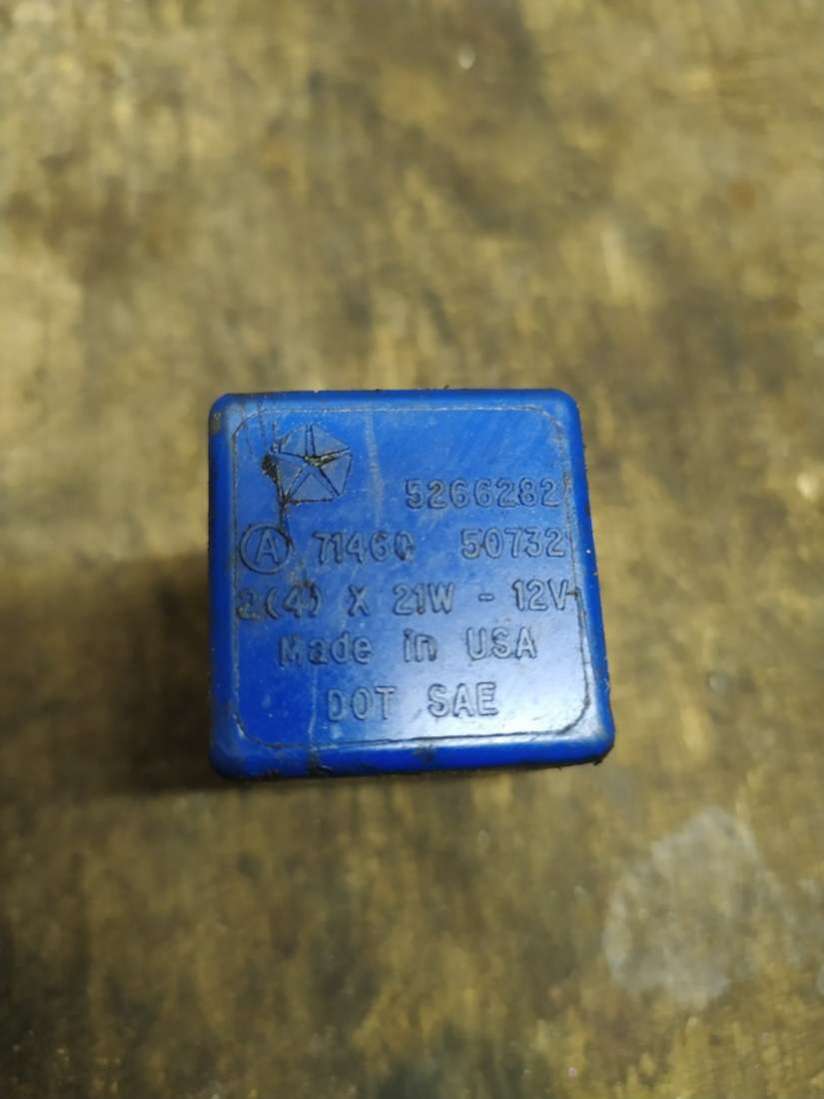 5266282
Ⓐ 71460 50732
2(4) X 21W - 12V
Made in USA
DOT SAE